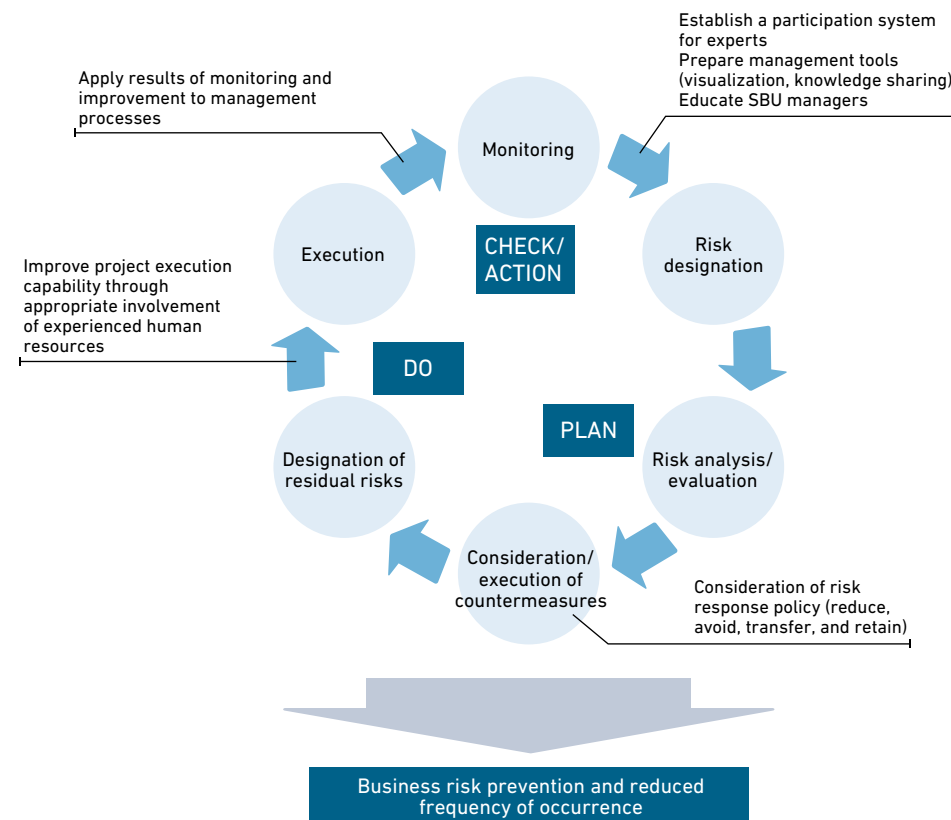 Establish a participation system
for experts
Prepare management tools
(visualization, knowledge sharing)
Educate SBU managers
Apply results of monitoring and
improvement to management
processes
Monitoring
CHECK/
ACTION
Execution
Risk
designation
Improve project execution
capability through
appropriate involvement
of experienced human
resources
DO
PLAN
Designation of
residual risks
Risk analysis/
evaluation
Consideration/
execution of
countermeasures
Consideration of risk
response policy (reduce,
avoid, transfer, and retain)
Business risk prevention and reduced
frequency of occurrence